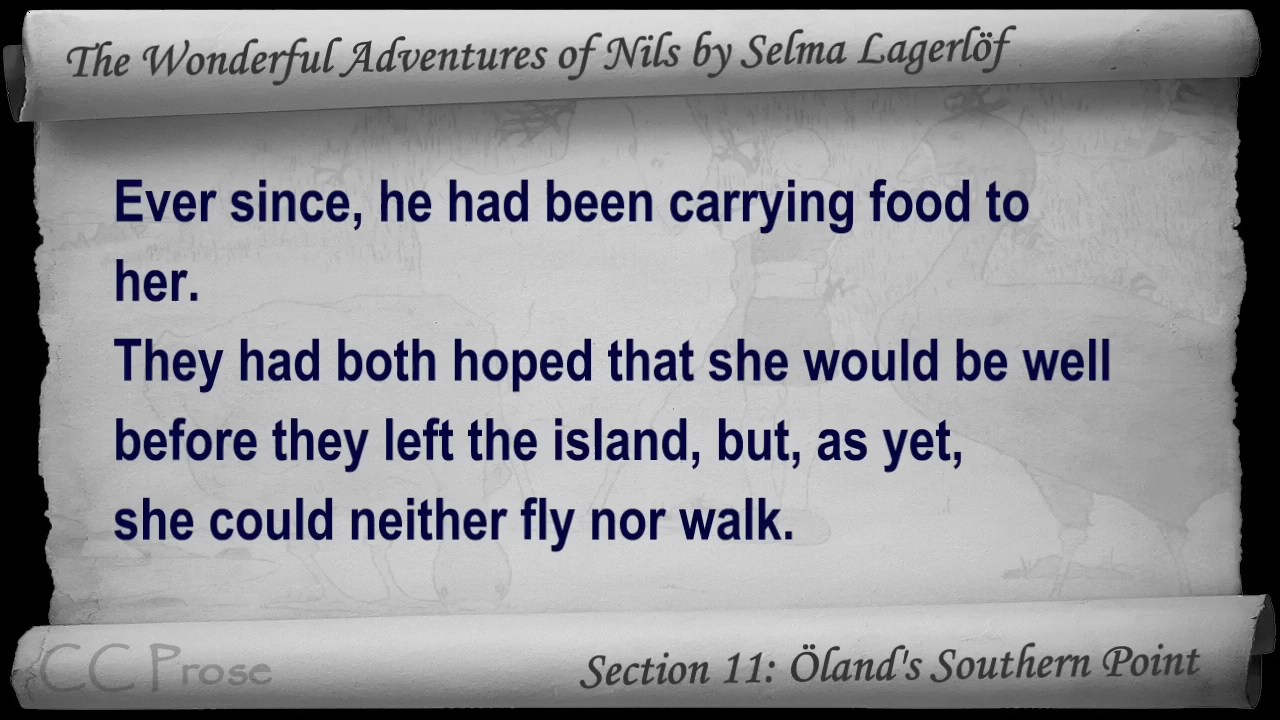 The Wonderful Adventures of Nils by Selma Lagerlöf
Ever since, he had been carrying food to
her.
They had both hoped that she would be well
before they left the island, but, as yet,
she could neither fly nor walk.
CC Prose
Section 11: Öland's Southern Point